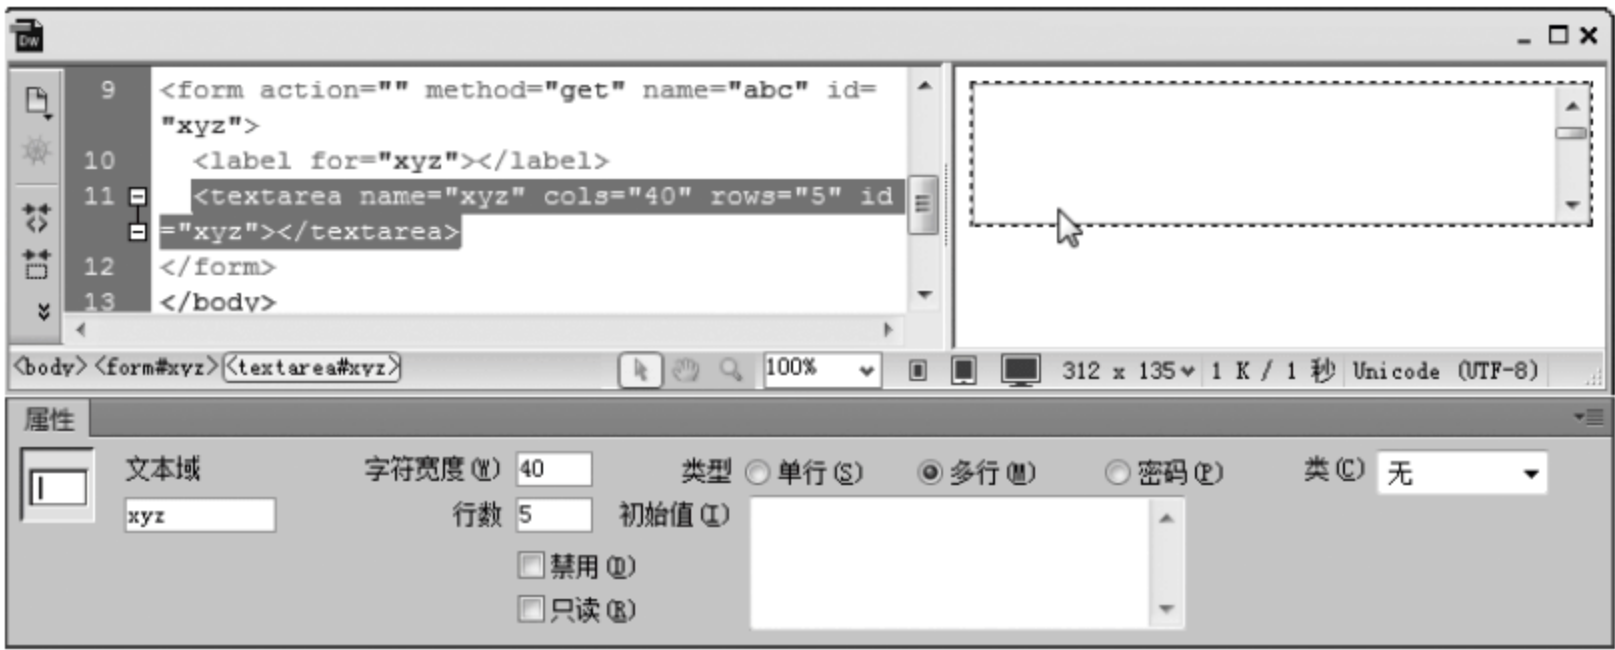 Dw
9 <form action="" method="get" name="abc" id=
"xyz">
10 <label for="xyz"></label>
11 <textarea name="xyz" cols="40" rows="5" id
="xyz"></textarea>
12 </form>
13 </body>
<body> <form#xyz> <textarea#xyz> 100% 312 x 135 1 K / 1 秒 Unicode (UTF-8)
属性
文本域 字符宽度(W) 40 类型 单行(S) 多行(M) 密码(P) 类(C) 无
xyz 行数 5 初始值(I)
禁用(D)
只读(R)